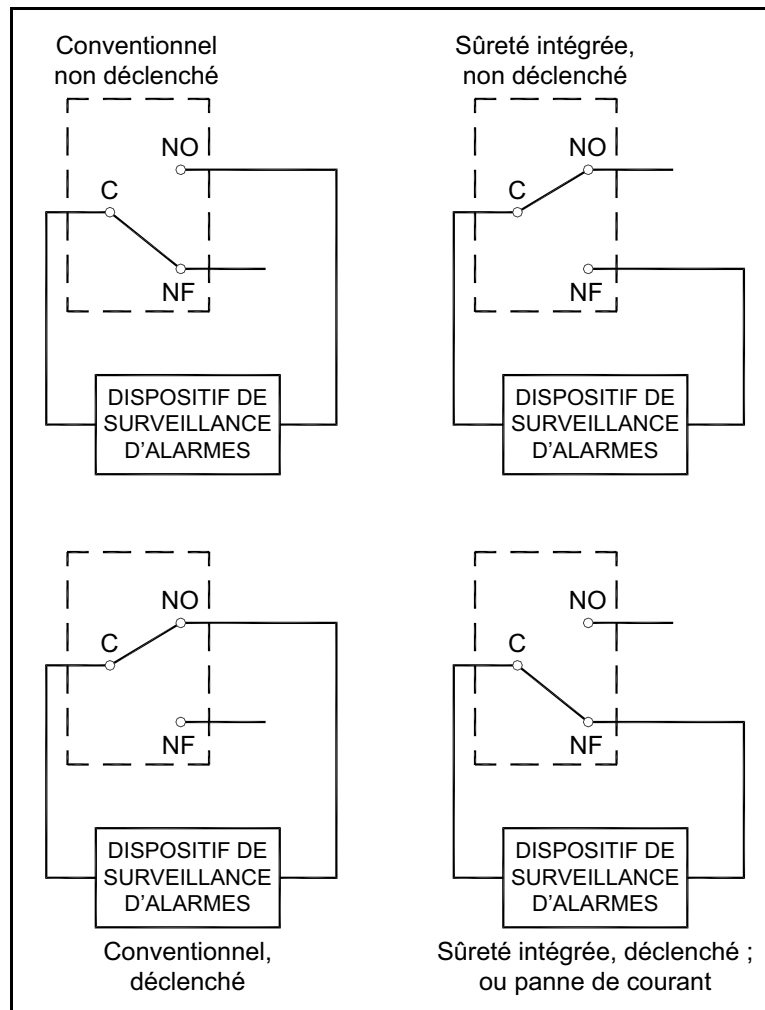 Conventionnel
non déclenché
NO
C
NF
DISPOSITIF DE
SURVEILLANCE
D'ALARMES
Sûreté intégrée,
non déclenché
NO
C
NF
DISPOSITIF DE
SURVEILLANCE
D'ALARMES
NO
C
NF
DISPOSITIF DE
SURVEILLANCE
D'ALARMES
Conventionnel,
déclenché
NO
C
NF
DISPOSITIF DE
SURVEILLANCE
D'ALARMES
Sûreté intégrée, déclenché ;
ou panne de courant